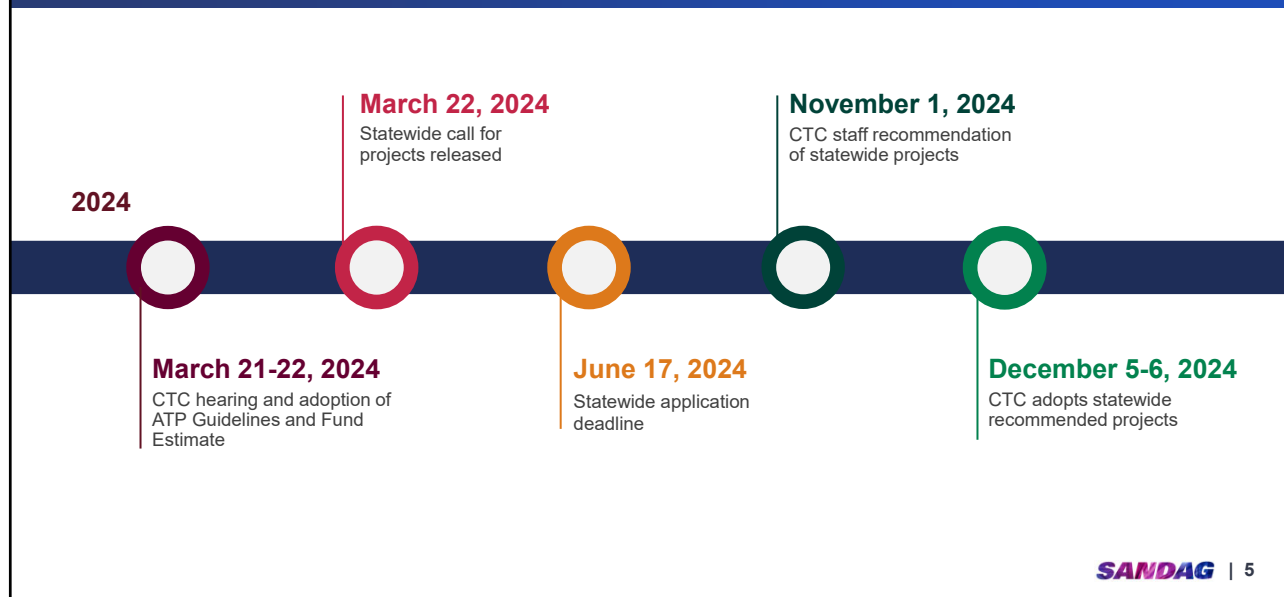 2024
March 21-22, 2024
CTC hearing and adoption of
ATP Guidelines and Fund
Estimate
March 22, 2024
Statewide call for
projects released
June 17, 2024
Statewide application
deadline
November 1, 2024
CTC staff recommendation
of statewide projects
December 5-6, 2024
CTC adopts statewide
recommended projects
SANDAG | 5